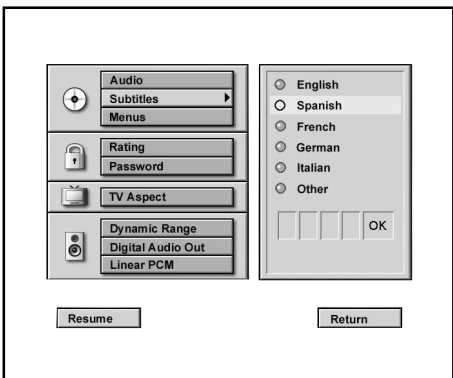 Audio
Subtitles
Menus
Rating
Password
TV Aspect
Dynamic Range
Digital Audio Out
Linear PCM
English
Spanish
French
German
Italian
Other
OK
Resume
Return